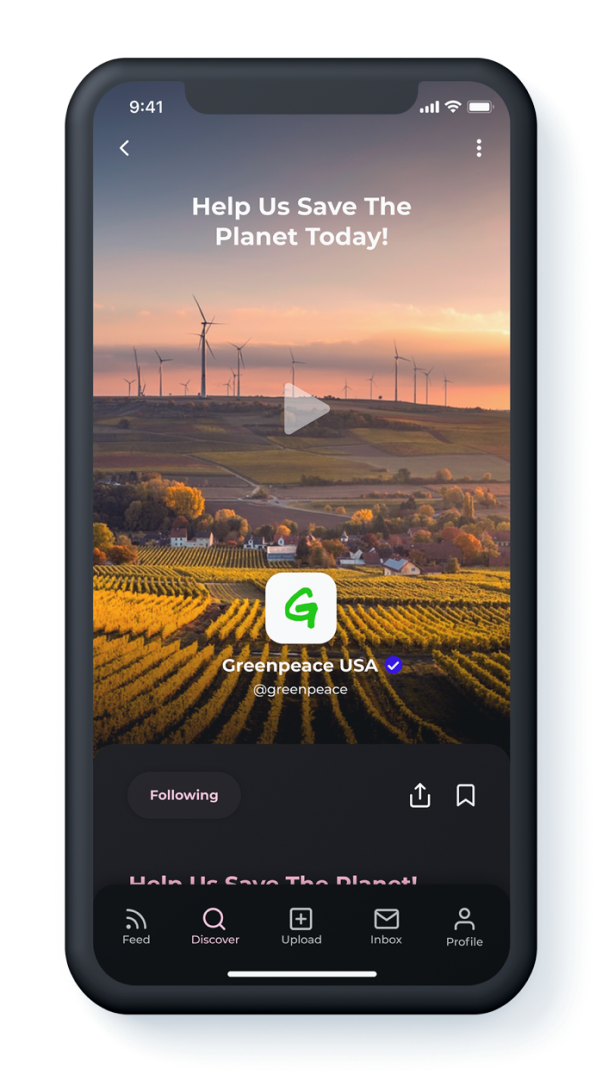 9:41
Help Us Save The
Planet Today!
G
Greenpeace USA
@greenpeace
Following
Help Us Save The Planet!
Feed
Discover
Upload
Inbox
Profile